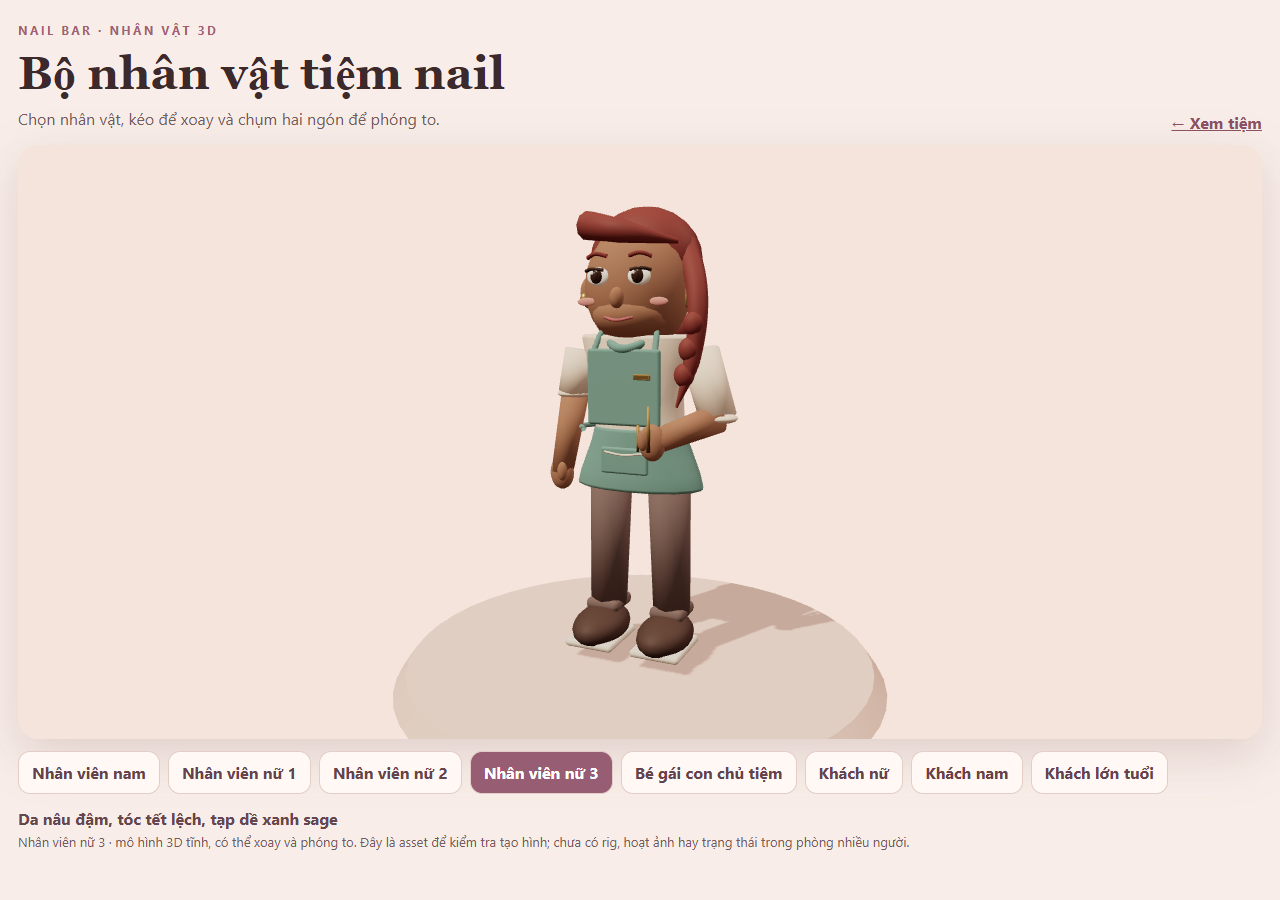 NAIL BAR · NHÂN VẬT 3D
Bộ nhân vật tiệm nail
Chọn nhân vật, kéo để xoay và chụm hai ngón để phóng to.
← Xem tiệm
Nhân viên nam
Nhân viên nữ 1
Nhân viên nữ 2
Nhân viên nữ 3
Bé gái con chủ tiệm
Khách nữ
Khách nam
Khách lớn tuổi
Da nâu đậm, tóc tết lệch, tạp dề xanh sage
Nhân viên nữ 3 · mô hình 3D tĩnh, có thể xoay và phóng to. Đây là asset để kiểm tra tạo hình; chưa có rig, hoạt ảnh hay trạng thái trong phòng nhiều người.